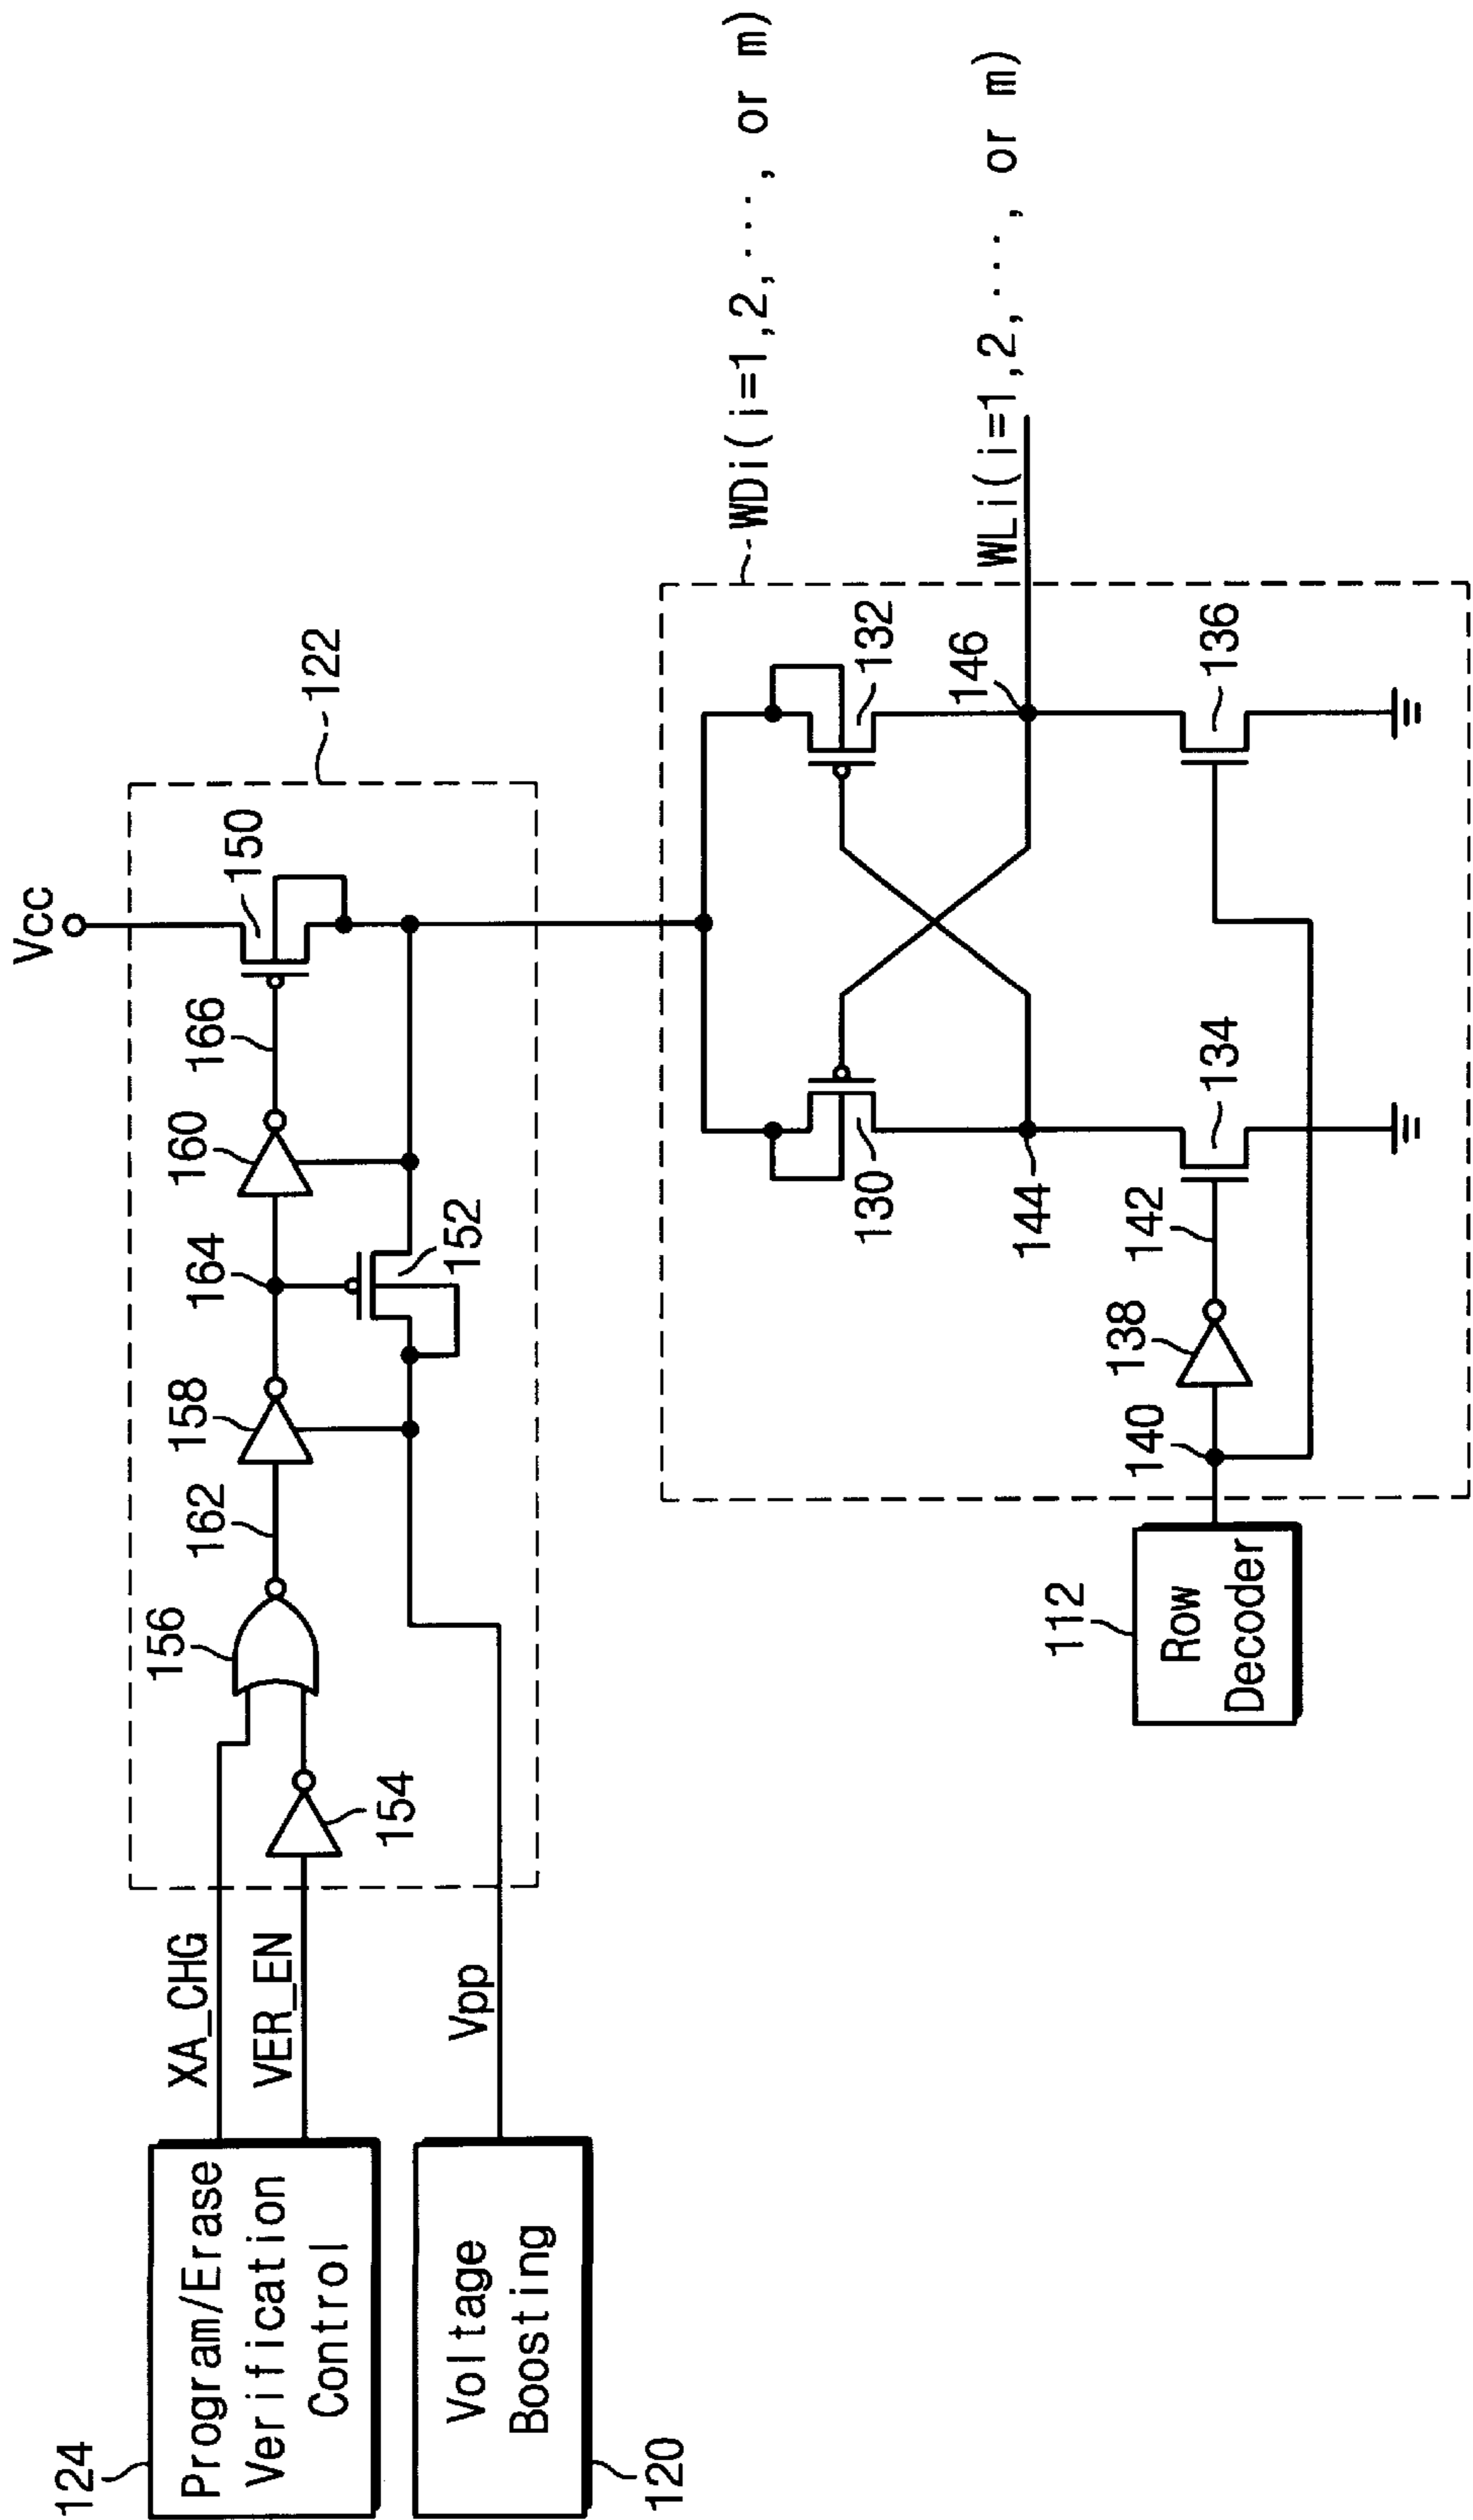 Vcc
122
150
166
160
164
152
158
162
156
154
XA_CHG
VER_EN
Vpp
124
Program/Erase
Verification
Control
Voltage
Boosting
120
WDi(i=1,2,···, or m)
WLi(i=1,2,···, or m)
132
146
136
130
144
134
142
138
140
112
Row
Decoder